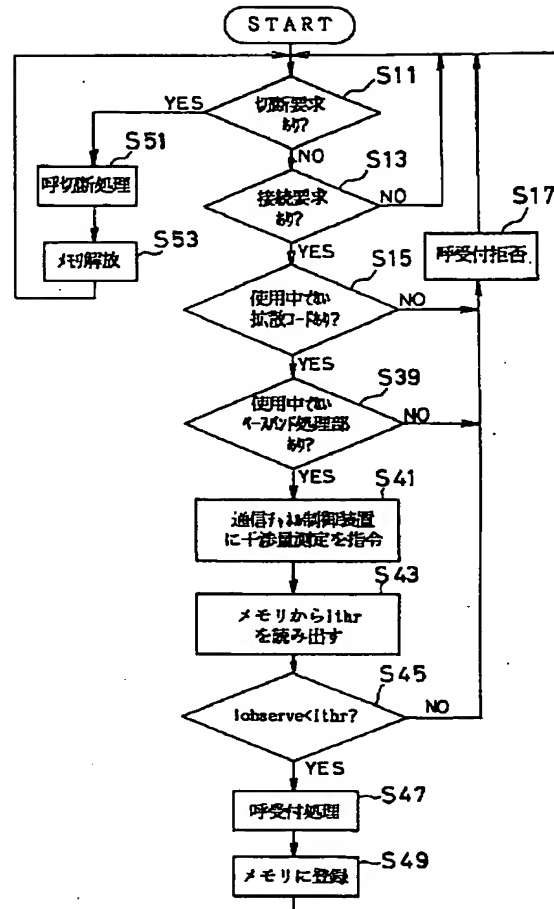 START
S11
切断要求
あり?
YES
NO
S51
呼切断処理
S53
メモリ解放
S13
接続要求
あり?
NO
YES
S17
呼受付拒否
S15
使用中でない
拡散コードあり?
NO
YES
S39
使用中でない
ベースバンド処理部
あり?
NO
YES
S41
通信チャネル制御装置
に干渉量測定を指令
S43
メモリからIthr
を読み出す
S45
Iobserve<Ithr?
NO
YES
S47
呼受付処理
S49
メモリに登録